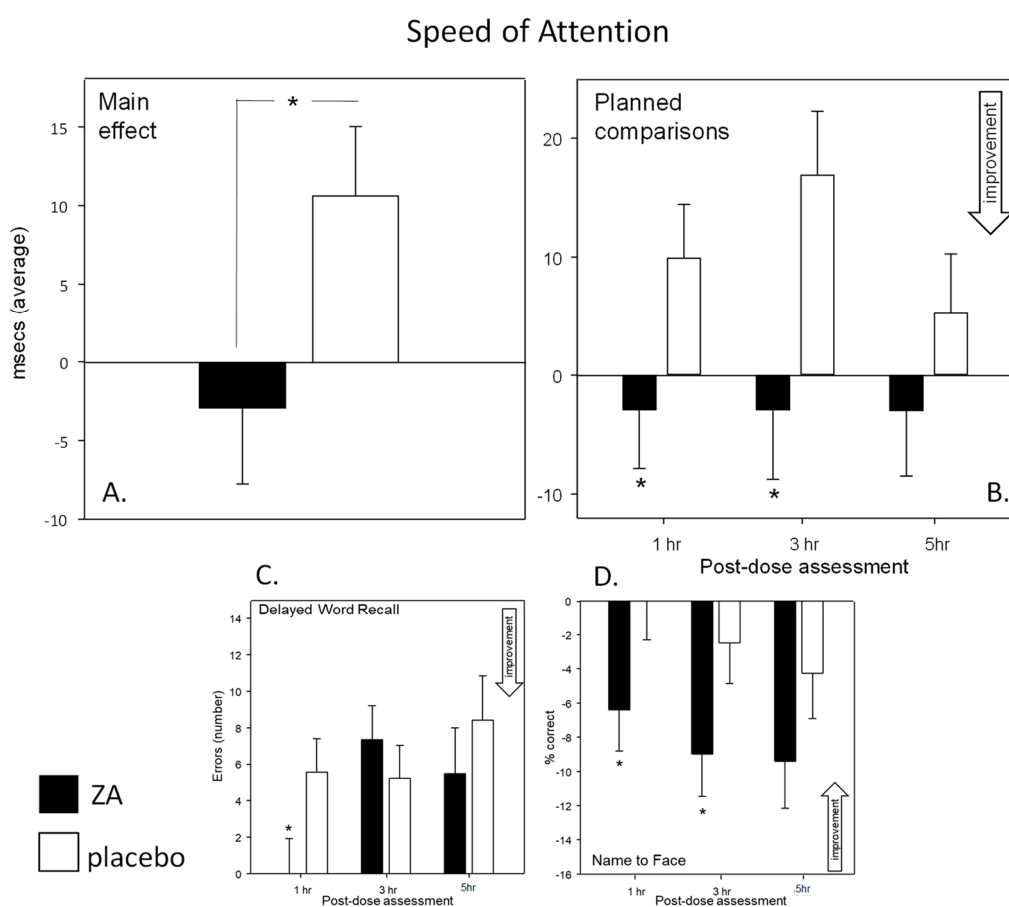 Speed of Attention
Main
effect
*
15
10
5
0
-5
-10
msecs (average)
A.
Planned
comparisons
improvement
20
10
0
-10
*
*
B.
1 hr
3 hr
5hr
Post-dose assessment
C.
Delayed Word Recall
improvement
14
12
10
8
6
4
2
0
Errors (number)
*
1 hr
3 hr
5hr
Post-dose assessment
D.
0
-2
-4
-6
-8
-10
-12
-14
-16
% correct
*
*
improvement
Name to Face
1 hr
3 hr
5hr
Post-dose assessment
ZA
placebo